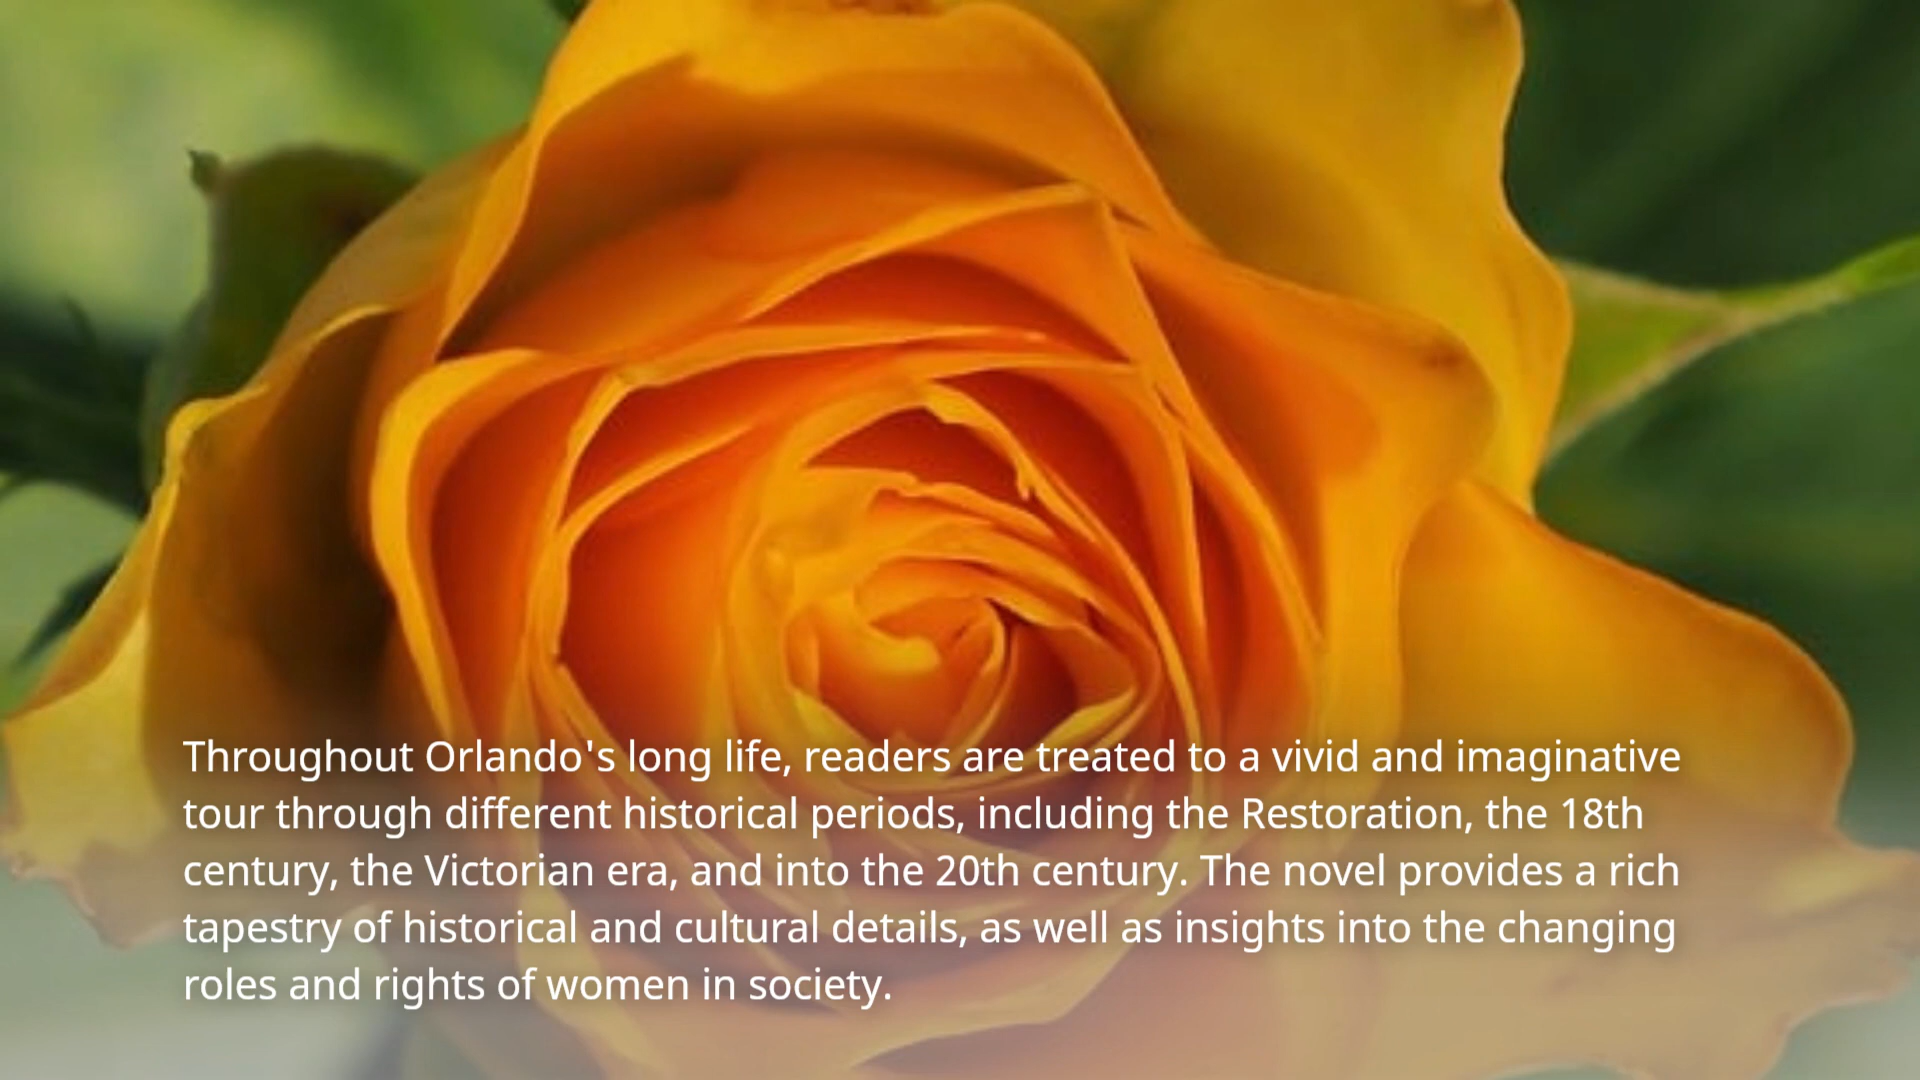 Throughout Orlando's long life, readers are treated to a vivid and imaginative
tour through different historical periods, including the Restoration, the 18th
century, the Victorian era, and into the 20th century. The novel provides a rich
tapestry of historical and cultural details, as well as insights into the changing
roles and rights of women in society.